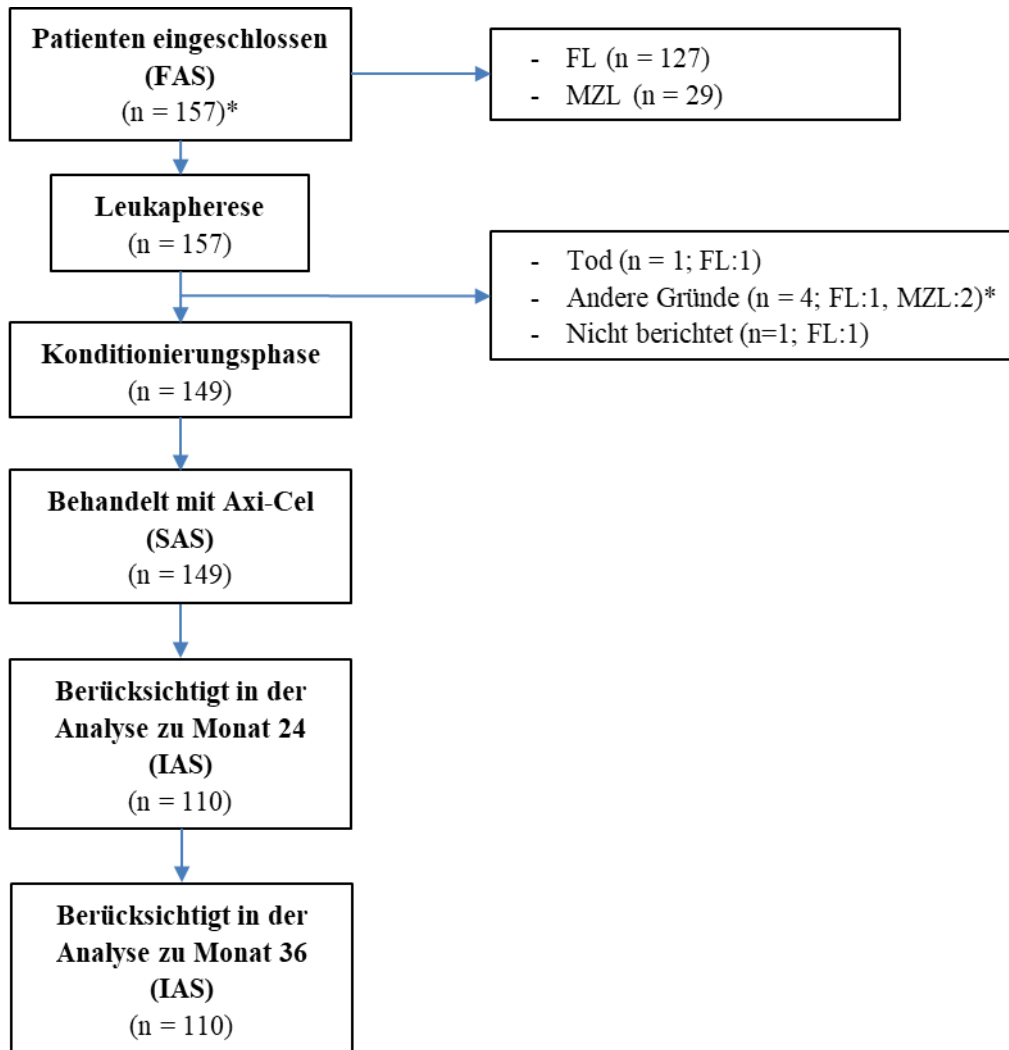 Patienten eingeschlossen
(FAS)
(n = 157)*
- FL (n = 127)
- MZL (n = 29)
Leukapherese
(n = 157)
- Tod (n = 1; FL:1)
- Andere Gründe (n = 4; FL:1, MZL:2)*
- Nicht berichtet (n=1; FL:1)
Konditionierungsphase
(n = 149)
Behandelt mit Axi-Cel
(SAS)
(n = 149)
Berücksichtigt in der
Analyse zu Monat 24
(IAS)
(n = 110)
Berücksichtigt in der
Analyse zu Monat 36
(IAS)
(n = 110)